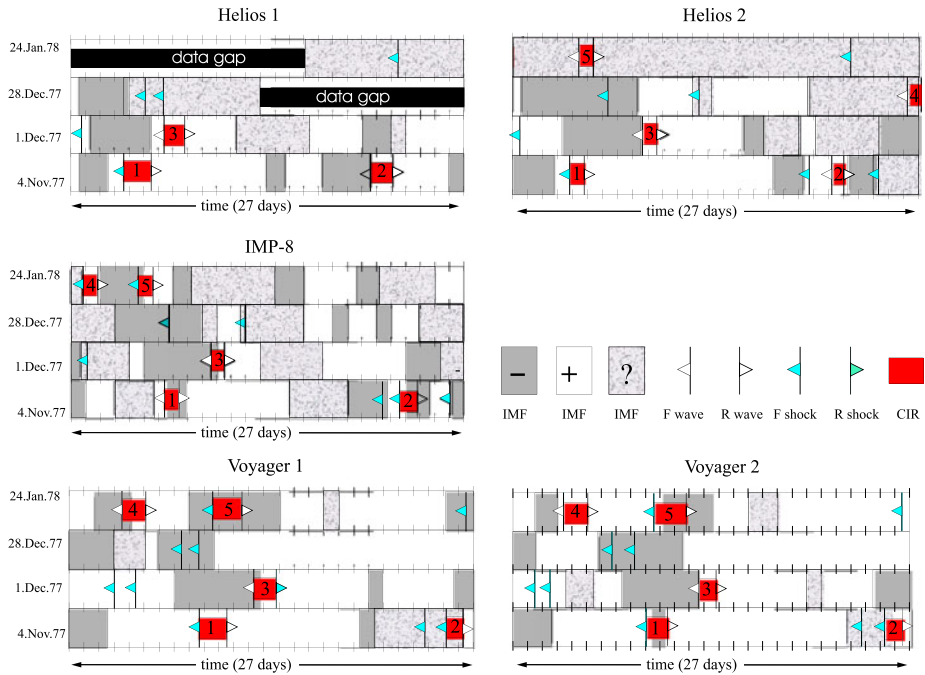 Helios 1
24.Jan.78
data gap
28.Dec.77
data gap
1.Dec.77
3
4.Nov.77
1
2
time (27 days)
Helios 2
5
4
3
1
2
time (27 days)
IMP-8
24.Jan.78
4
5
28.Dec.77
1.Dec.77
3
4.Nov.77
1
2
time (27 days)
− + ?
IMF IMF IMF F wave R wave F shock R shock CIR
Voyager 1
24.Jan.78
4
5
28.Dec.77
1.Dec.77
3
4.Nov.77
1
2
time (27 days)
Voyager 2
4
5
3
1
2
time (27 days)